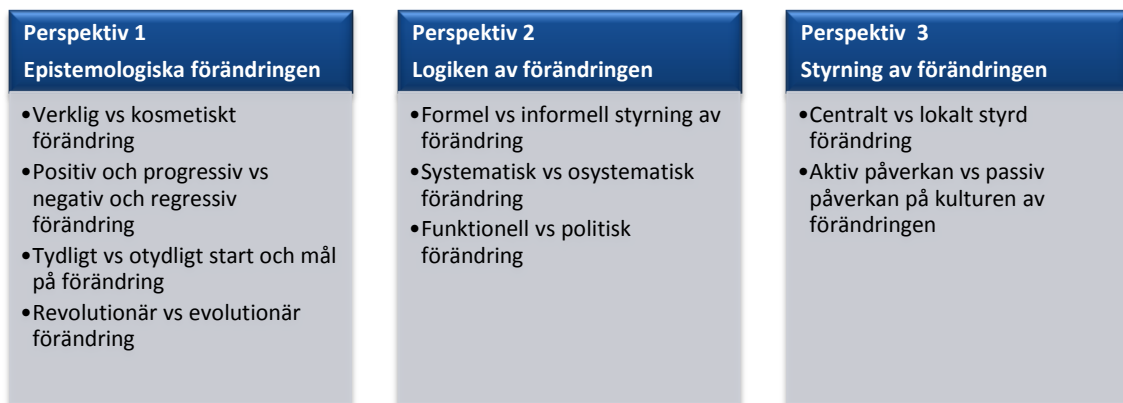 Perspektiv 1
Epistemologiska förändringen
•Verklig vs kosmetiskt
förändring
•Positiv och progressiv vs
negativ och regressiv
förändring
•Tydligt vs otydligt start och mål
på förändring
•Revolutionär vs evolutionär
förändring
Perspektiv 2
Logiken av förändringen
•Formel vs informell styrning av
förändring
•Systematisk vs osystematisk
förändring
•Funktionell vs politisk
förändring
Perspektiv 3
Styrning av förändringen
•Centralt vs lokalt styrd
förändring
•Aktiv påverkan vs passiv
påverkan på kulturen av
förändringen